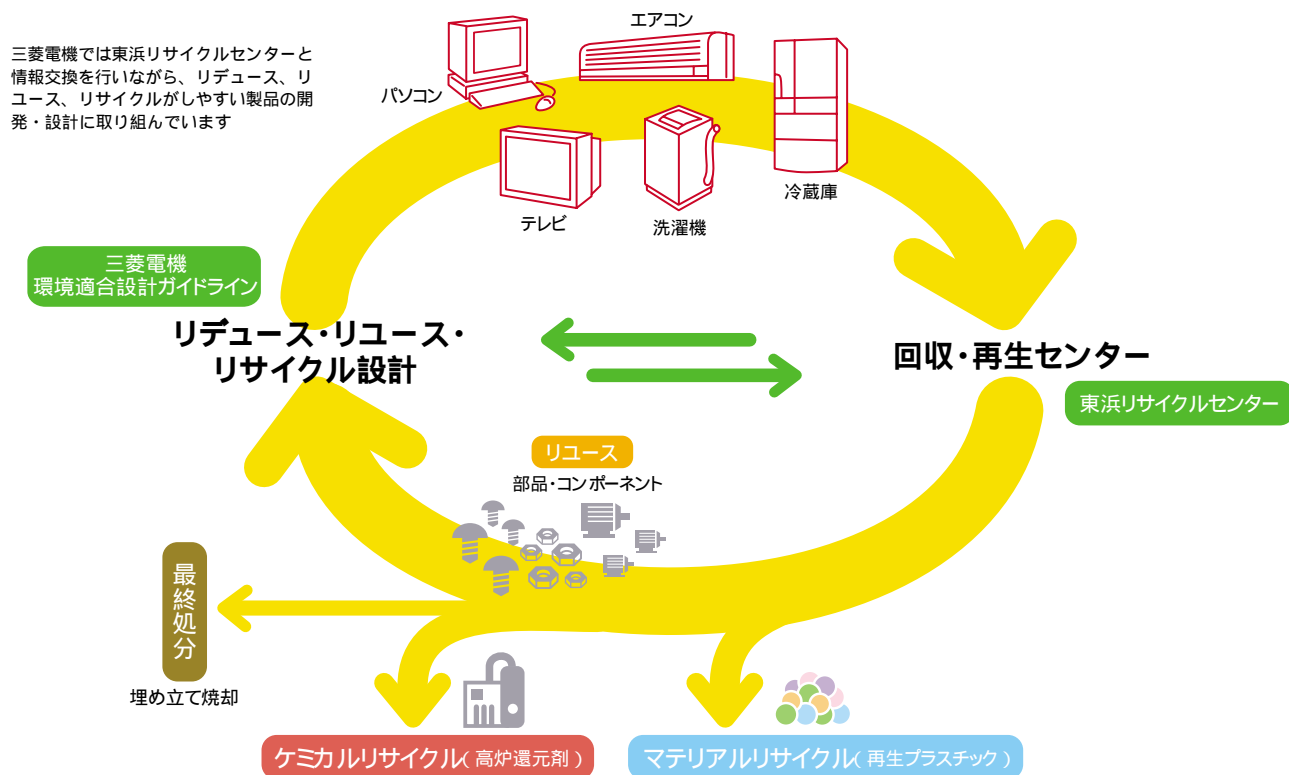 三菱電機では東浜リサイクルセンターと
情報交換を行いながら、リデュース、リ
ユース、リサイクルがしやすい製品の開
発・設計に取り組んでいます
エアコン
パソコン
冷蔵庫
テレビ
洗濯機
三菱電機
環境適合設計ガイドライン
リデュース・リユース・
リサイクル設計
回収・再生センター
東浜リサイクルセンター
リユース
部品・コンポーネント
最終処分
埋め立て焼却
ケミカルリサイクル(高炉還元剤)
マテリアルリサイクル(再生プラスチック)